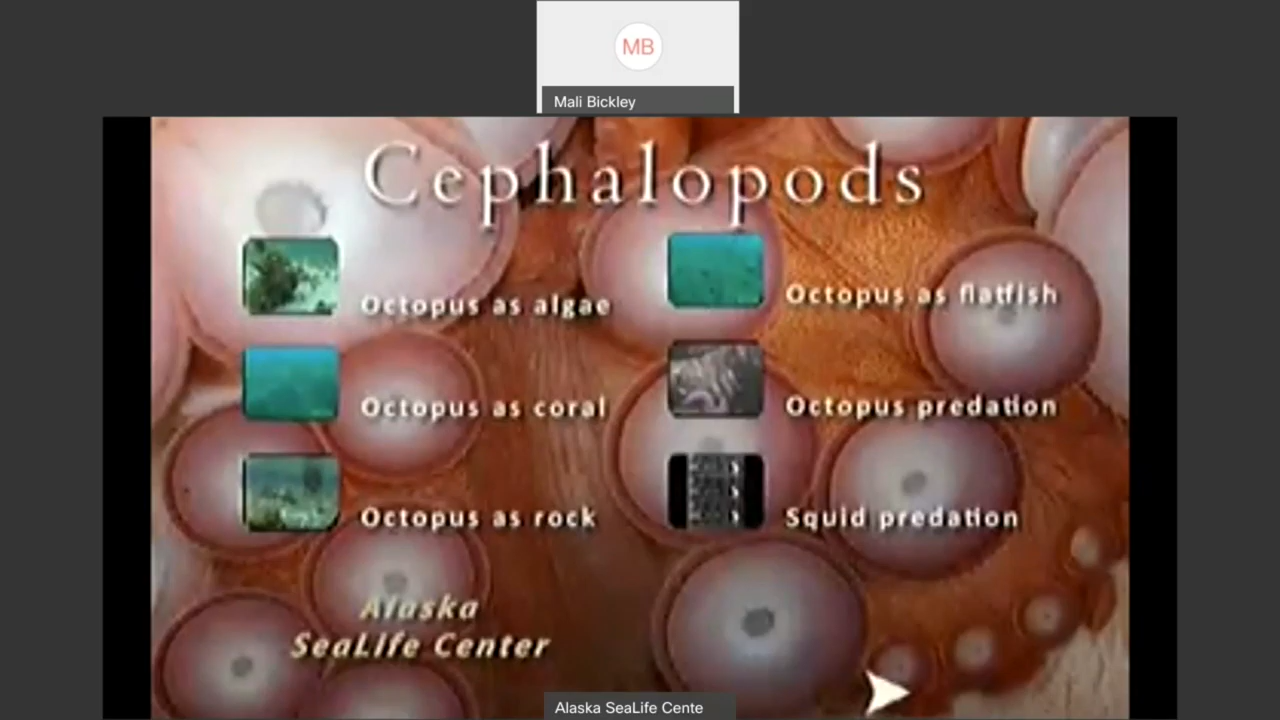 MB
Mali Bickley
Cephalopods
Octopus as algae
Octopus as flatfish
Octopus as coral
Octopus predation
Octopus as rock
Squid predation
Alaska
SeaLife Center
Alaska SeaLife Cente